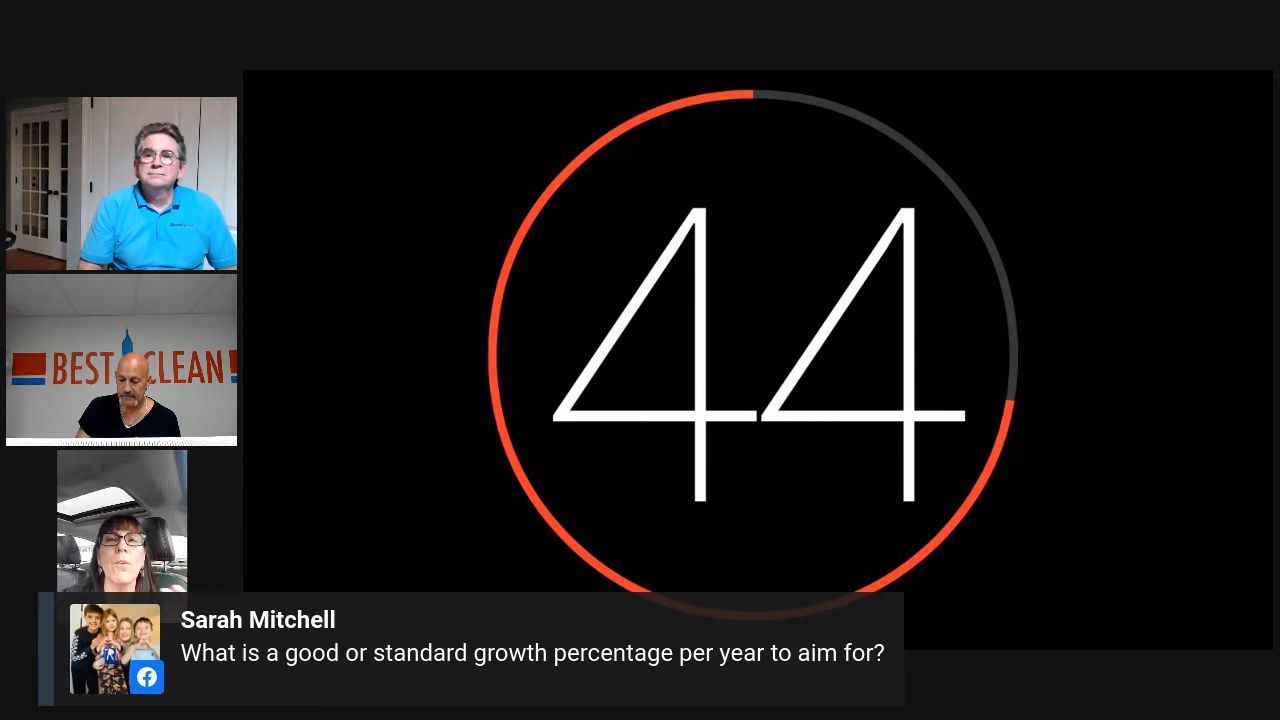 BEST CLEAN
44
Sarah Mitchell
What is a good or standard growth percentage per year to aim for?